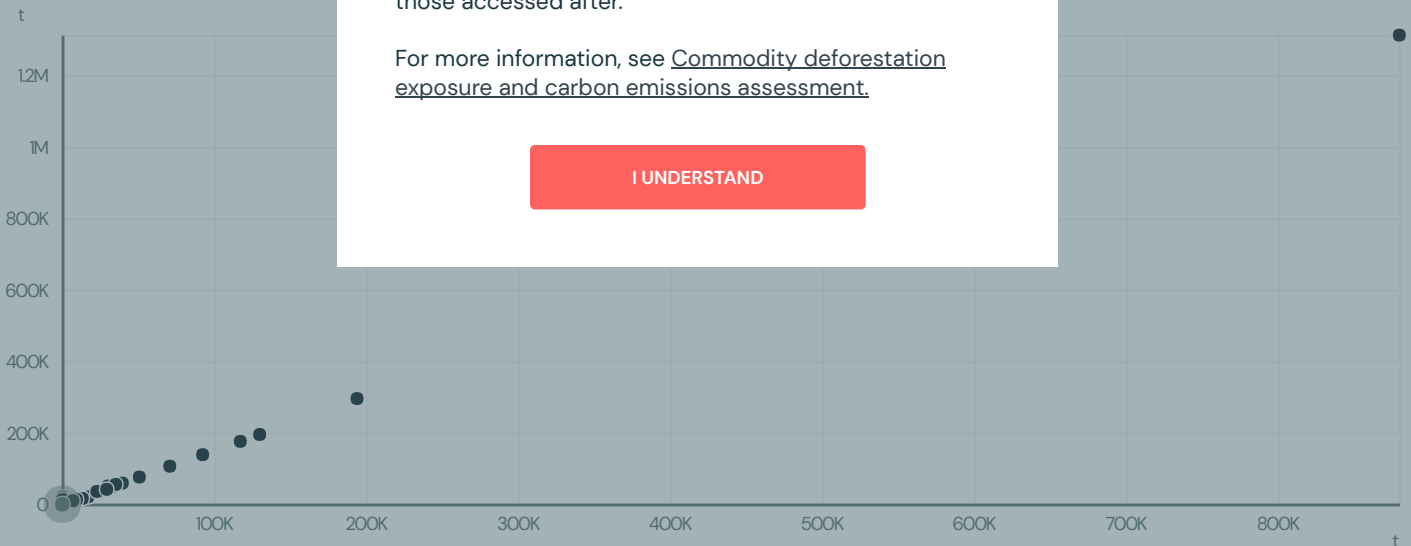 those accessed after.
For more information, see Commodity deforestation
exposure and carbon emissions assessment.
I UNDERSTAND
t
1.2M
1M
800K
600K
400K
200K
0
100K
200K
300K
400K
500K
600K
700K
800K
t